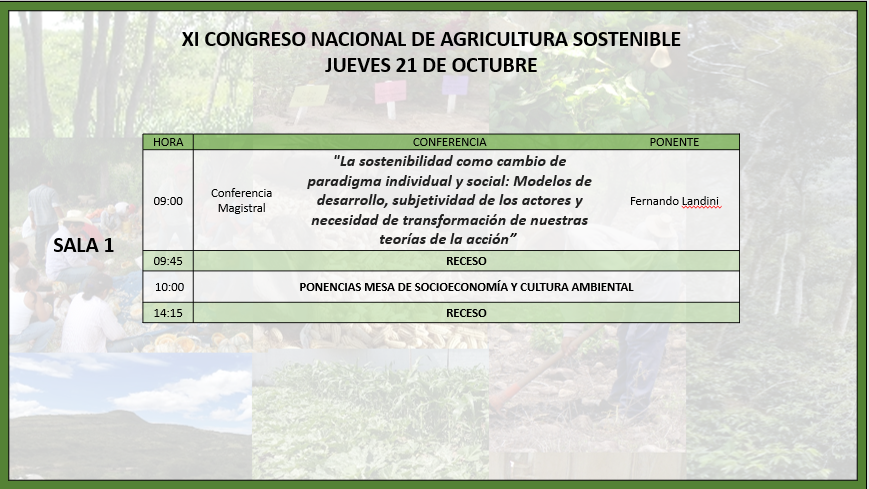 XI CONGRESO NACIONAL DE AGRICULTURA SOSTENIBLE
JUEVES 21 DE OCTUBRE
SALA 1
HORA CONFERENCIA PONENTE
09:00
Conferencia
Magistral
"La sostenibilidad como cambio de
paradigma individual y social: Modelos de
desarrollo, subjetividad de los actores y
necesidad de transformación de nuestras
teorías de la acción”
Fernando Landini
09:45 RECESO
10:00 PONENCIAS MESA DE SOCIOECONOMÍA Y CULTURA AMBIENTAL
14:15 RECESO